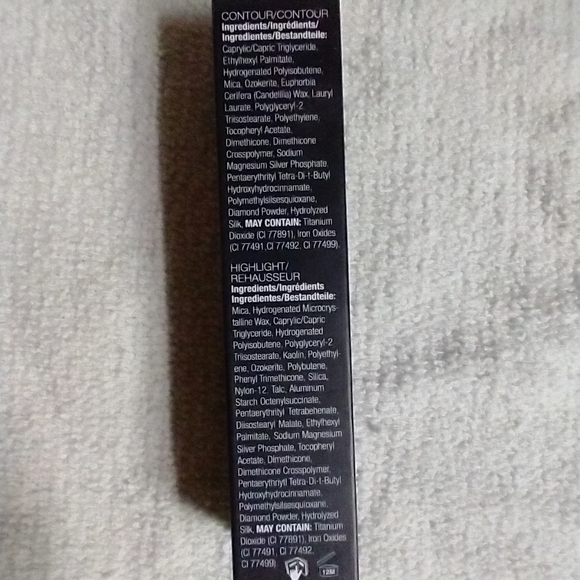 CONTOUR/CONTOUR
Ingredients/Ingrédients/
Ingredientes/Bestandteile:
Caprylic/Capric Triglyceride,
Ethylhexyl Palmitate,
Hydrogenated Polyisobutene,
Mica, Ozokerite, Euphorbia
Cerifera (Candelilla) Wax, Lauryl
Laurate, Polyglyceryl-2
Triisostearate, Polyethylene,
Tocopheryl Acetate,
Dimethicone, Dimethicone
Crosspolymer, Sodium
Magnesium Silver Phosphate,
Pentaerythrityl Tetra-Di-t-Butyl
Hydroxyhydrocinnamate,
Polymethylsilsesquioxane,
Diamond Powder, Hydrolyzed
Silk, MAY CONTAIN: Titanium
Dioxide (CI 77891), Iron Oxides
(CI 77491, CI 77492, CI 77499).
HIGHLIGHT/
REHAUSSEUR
Ingredients/Ingrédients
Ingredientes/Bestandteile:
Mica, Hydrogenated Microcrys-
talline Wax, Caprylic/Capric
Triglyceride, Hydrogenated
Polyisobutene, Polyglyceryl-2
Triisostearate, Kaolin, Polyethyl-
ene, Ozokerite, Polybutene,
Phenyl Trimethicone, Silica,
Nylon-12, Talc, Aluminum
Starch Octenylsuccinate,
Pentaerythrityl Tetrabehenate,
Diisostearyl Malate, Ethylhexyl
Palmitate, Sodium Magnesium
Silver Phosphate, Tocopheryl
Acetate, Dimethicone,
Dimethicone Crosspolymer,
Pentaerythrityl Tetra-Di-t-Butyl
Hydroxyhydrocinnamate,
Polymethylsilsesquioxane,
Diamond Powder, Hydrolyzed
Silk, MAY CONTAIN: Titanium
Dioxide (CI 77891), Iron Oxides
(CI 77491, CI 77492,
CI 77499)
12M